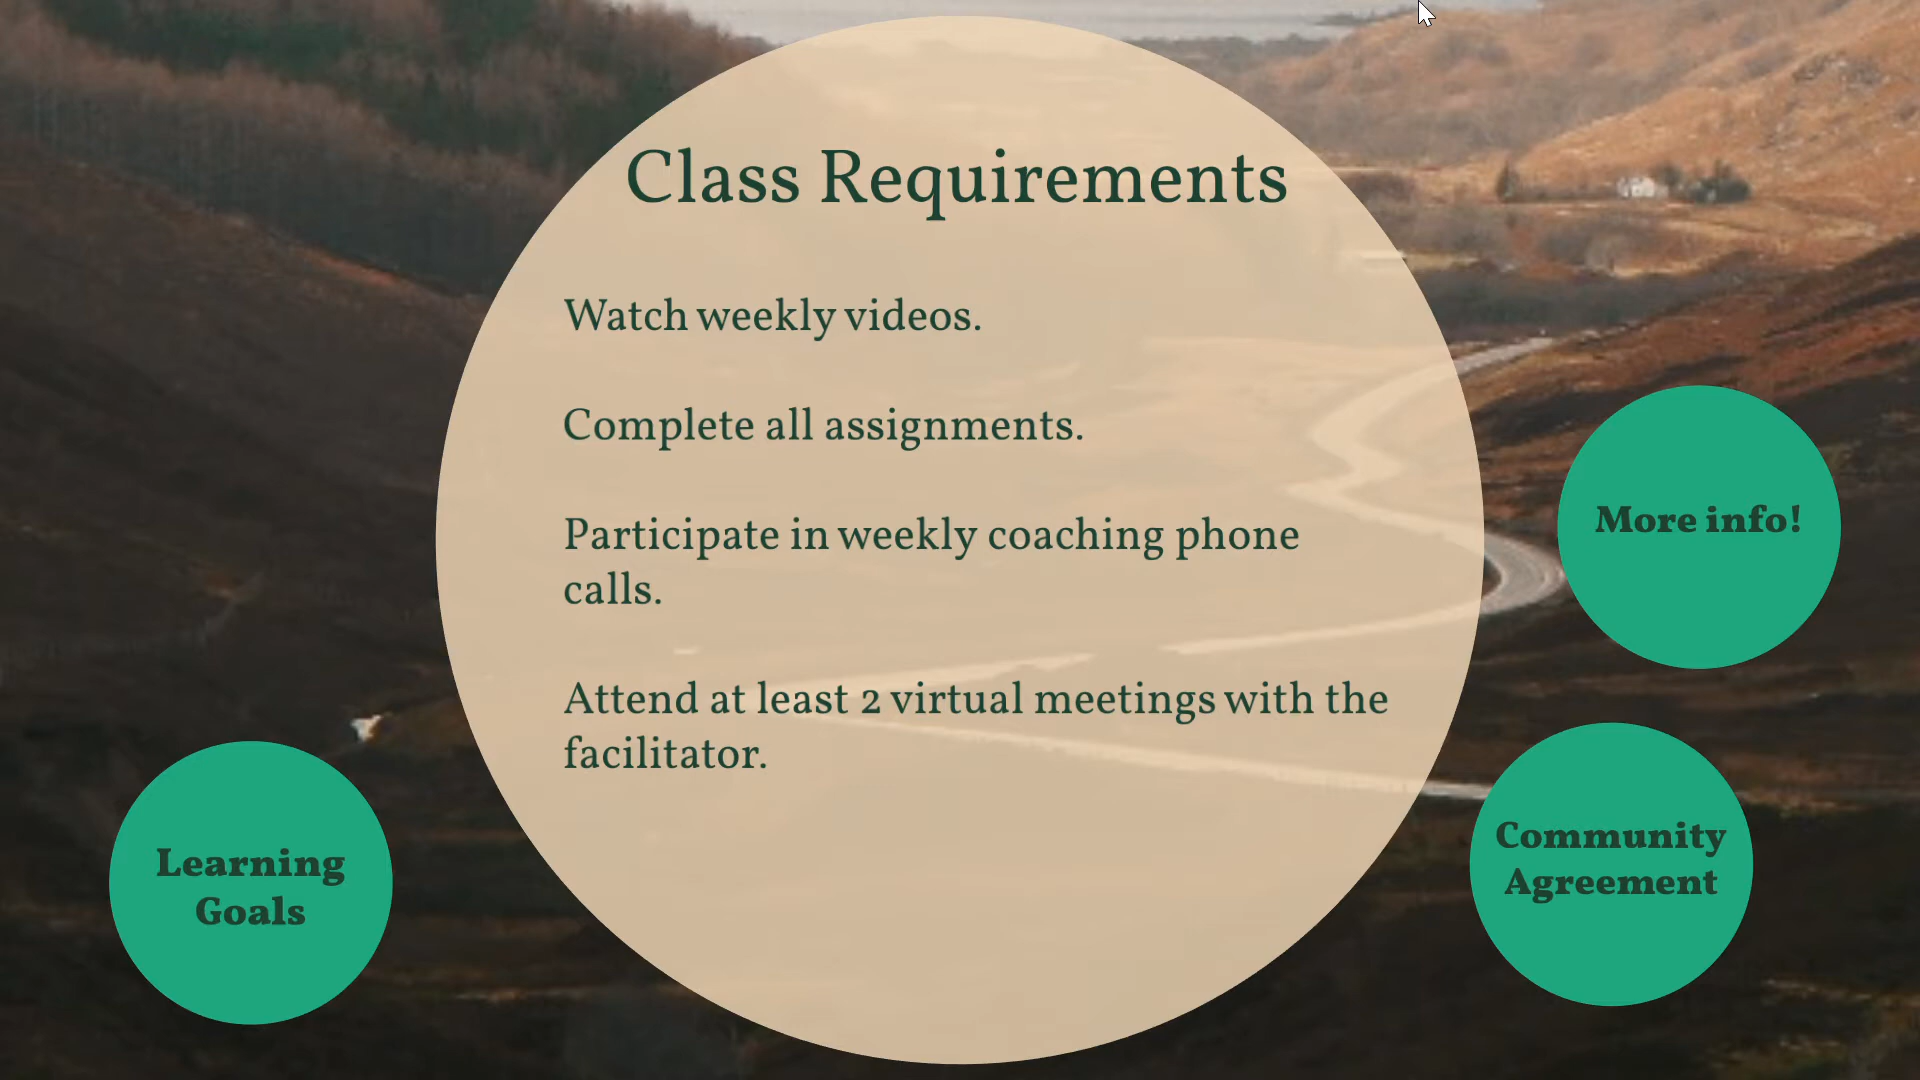 Class Requirements
Watch weekly videos.
Complete all assignments.
Participate in weekly coaching phone
calls.
Attend at least 2 virtual meetings with the
facilitator.
More info!
Learning
Goals
Community
Agreement